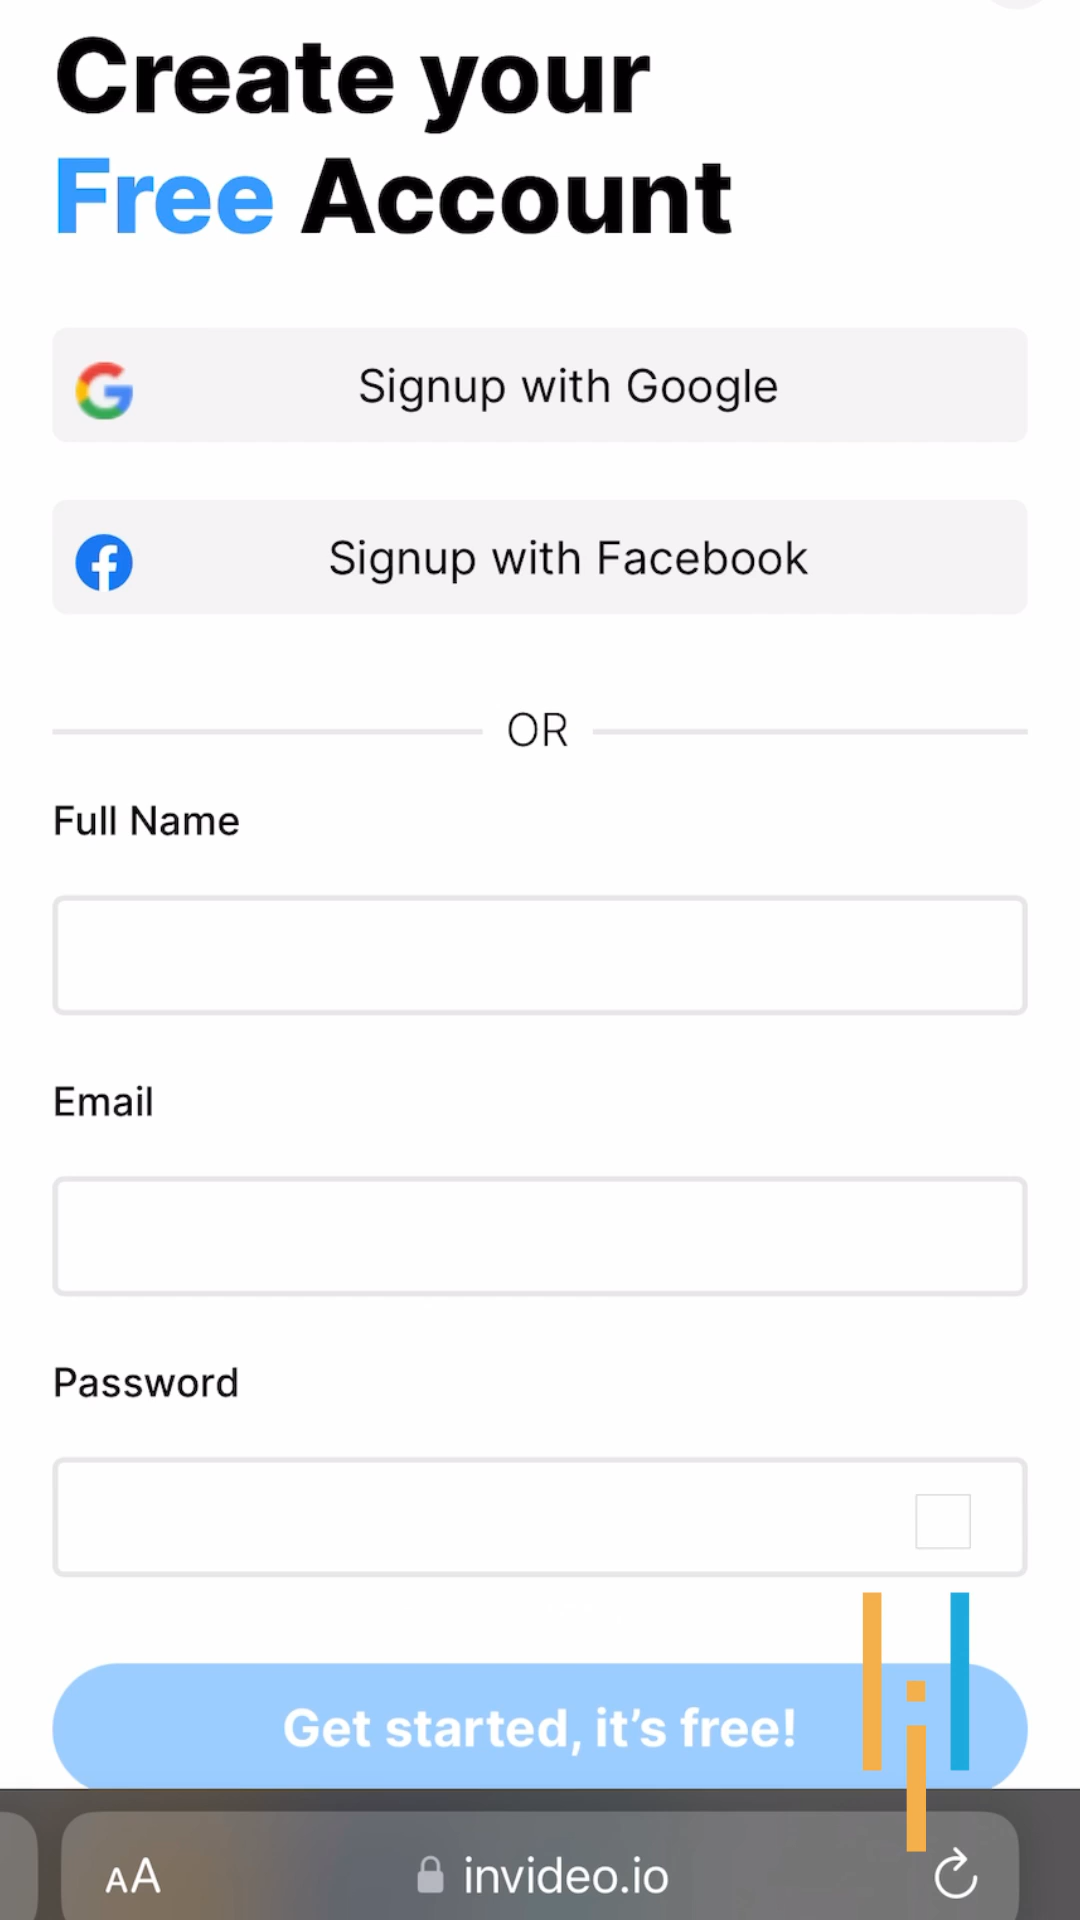 Create your
Free Account
Signup with Google
Signup with Facebook
OR
Full Name
Email
Password
Get started, it’s free!
AA
invideo.io